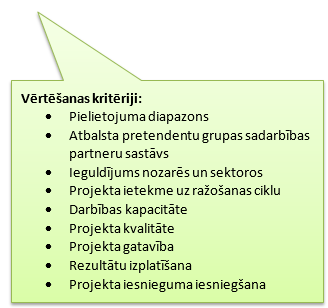 Vērtēšanas kritēriji:
• Pielietojuma diapazons
• Atbalsta pretendentu grupas sadarbības
partneru sastāvs
• Ieguldījums nozarēs un sektoros
• Projekta ietekme uz ražošanas ciklu
• Darbības kapacitāte
• Projekta kvalitāte
• Projekta gatavība
• Rezultātu izplatīšana
• Projekta iesnieguma iesniegšana